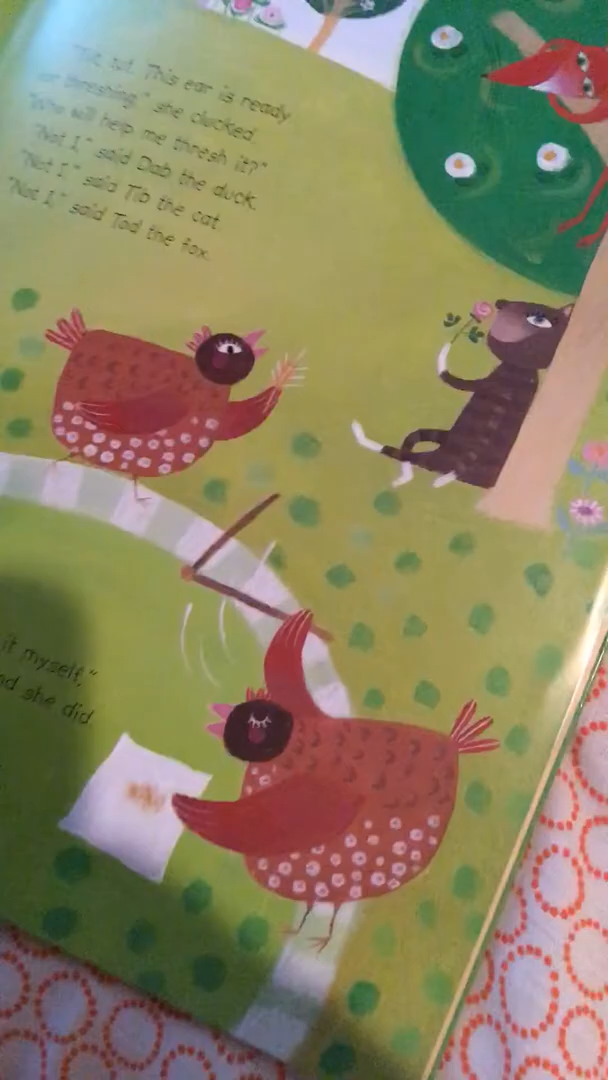 "Tut, tut. This ear is ready
for threshing," she clucked.
"Who will help me thresh it?"
"Not I," said Dab the duck.
"Not I," said Tib the cat.
"Not I," said Tod the fox.
it myself,"
nd she did.